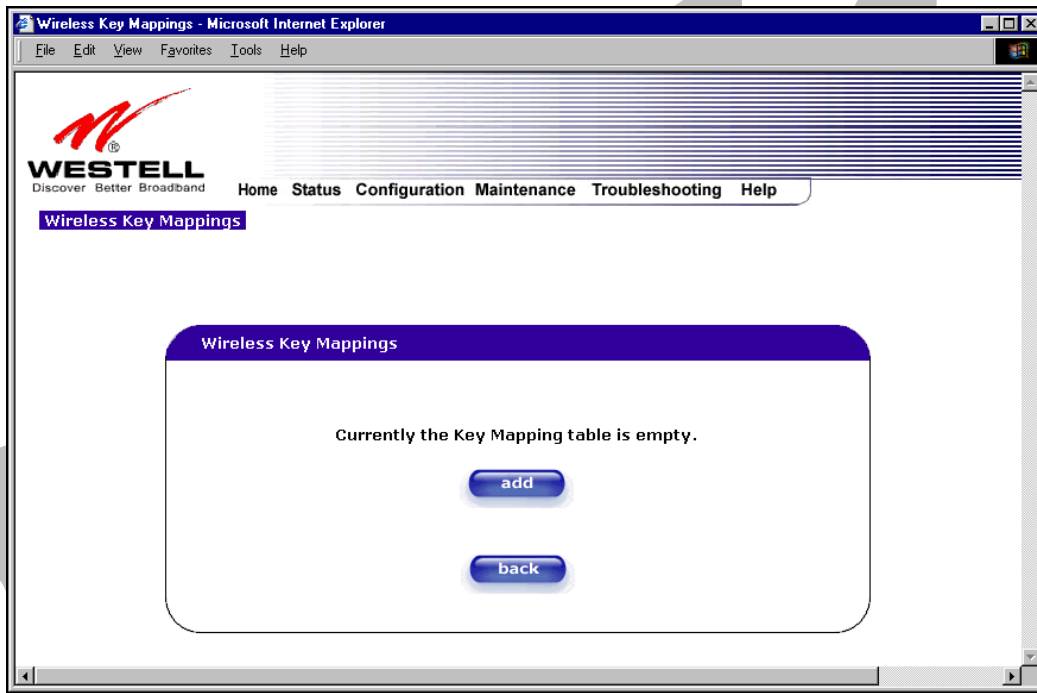 Wireless Key Mappings - Microsoft Internet Explorer
File Edit View Favorites Tools Help
®
WESTELL
Discover Better Broadband
Home Status Configuration Maintenance Troubleshooting Help
Wireless Key Mappings
Wireless Key Mappings
Currently the Key Mapping table is empty.
add
back